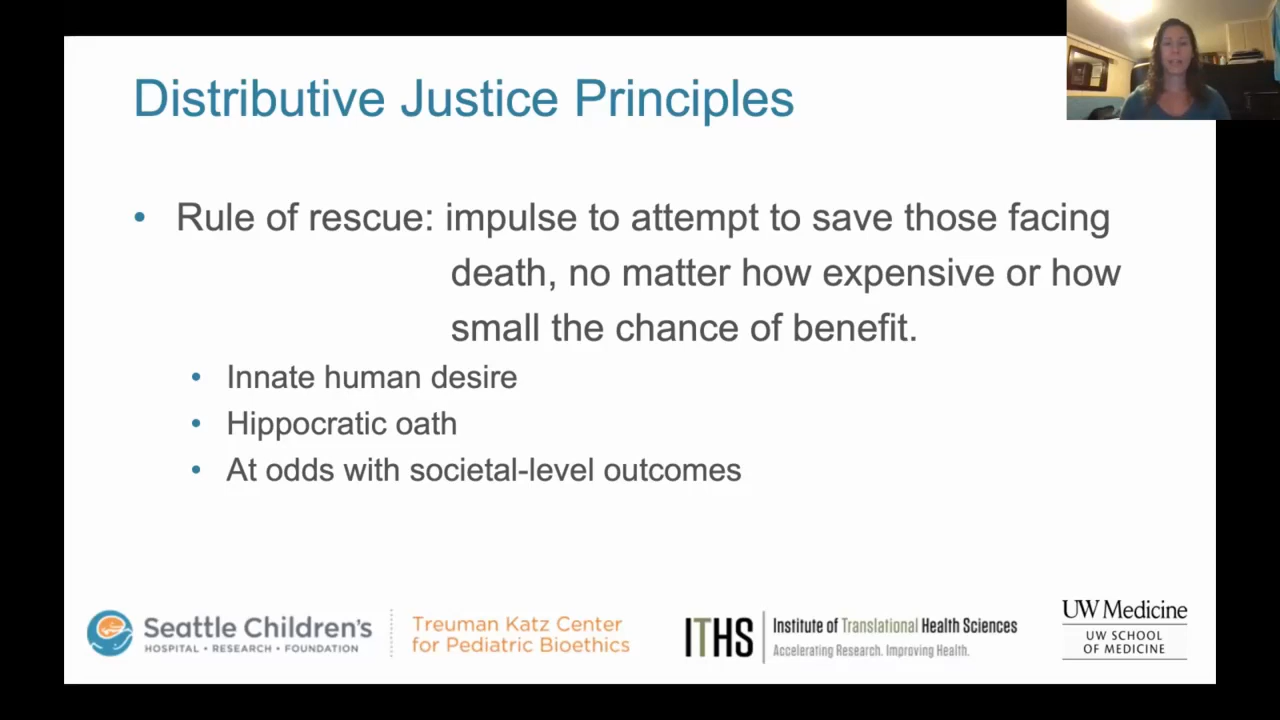 Distributive Justice Principles
• Rule of rescue: impulse to attempt to save those facing
death, no matter how expensive or how
small the chance of benefit.
• Innate human desire
• Hippocratic oath
• At odds with societal-level outcomes
Seattle Children's
HOSPITAL • RESEARCH • FOUNDATION
Treuman Katz Center
for Pediatric Bioethics
ITHS
Institute of Translational Health Sciences
Accelerating Research. Improving Health.
UW Medicine
UW SCHOOL
OF MEDICINE